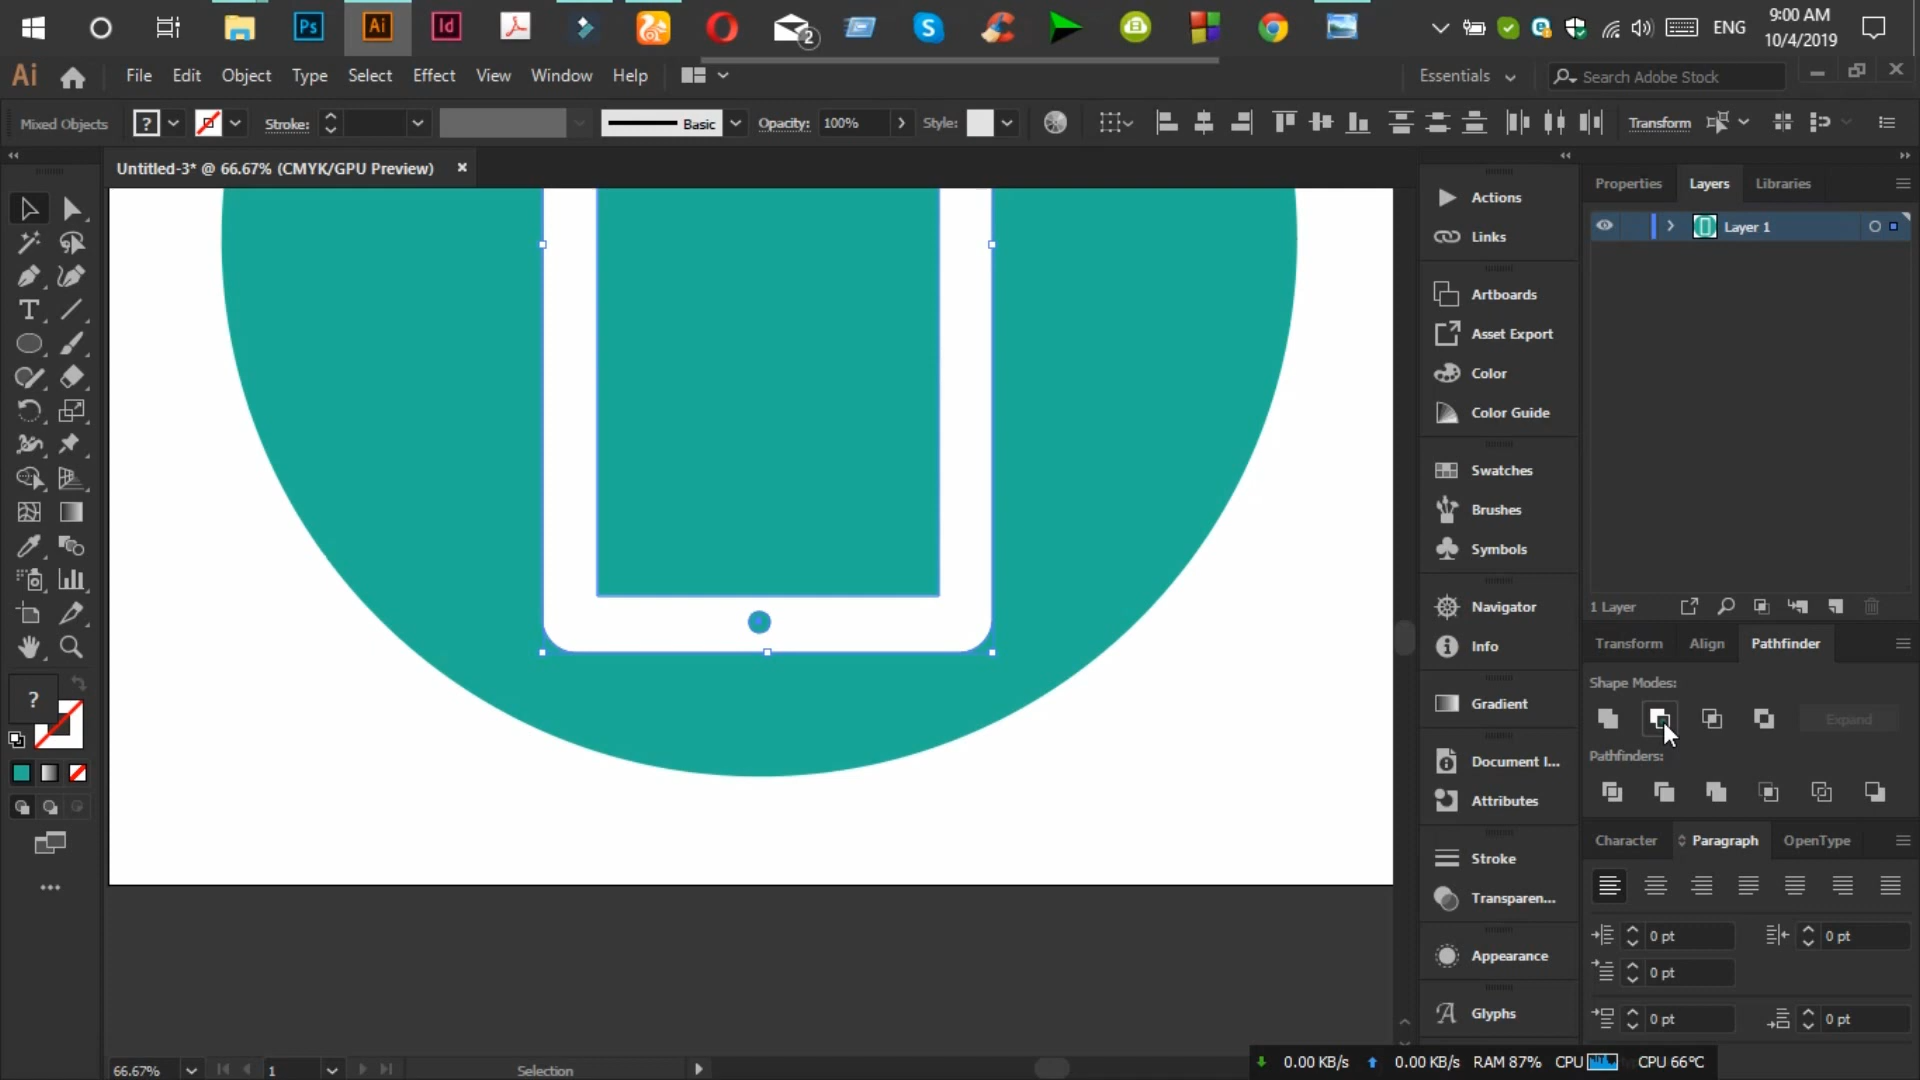 Ps
Ai
Id
2
ENG
9:00 AM
10/4/2019
Ai
File Edit Object Type Select Effect View Window Help
Essentials
Search Adobe Stock
Mixed Objects
?
Stroke:
Basic
Opacity: 100%
Style:
Transform
Untitled-3* @ 66.67% (CMYK/GPU Preview)
Actions
Links
Artboards
Asset Export
Color
Color Guide
Swatches
Brushes
Symbols
Navigator
Info
Gradient
Document I...
Attributes
Stroke
Transparen...
Appearance
Glyphs
Properties Layers Libraries
Layer 1
1 Layer
Transform Align Pathfinder
Shape Modes:
Expand
Pathfinders:
Character Paragraph OpenType
0 pt 0 pt
0 pt
0 pt 0 pt
?
66.67% 1 Selection
0.00 KB/s 0.00 KB/s RAM 87% CPU CPU 66°C